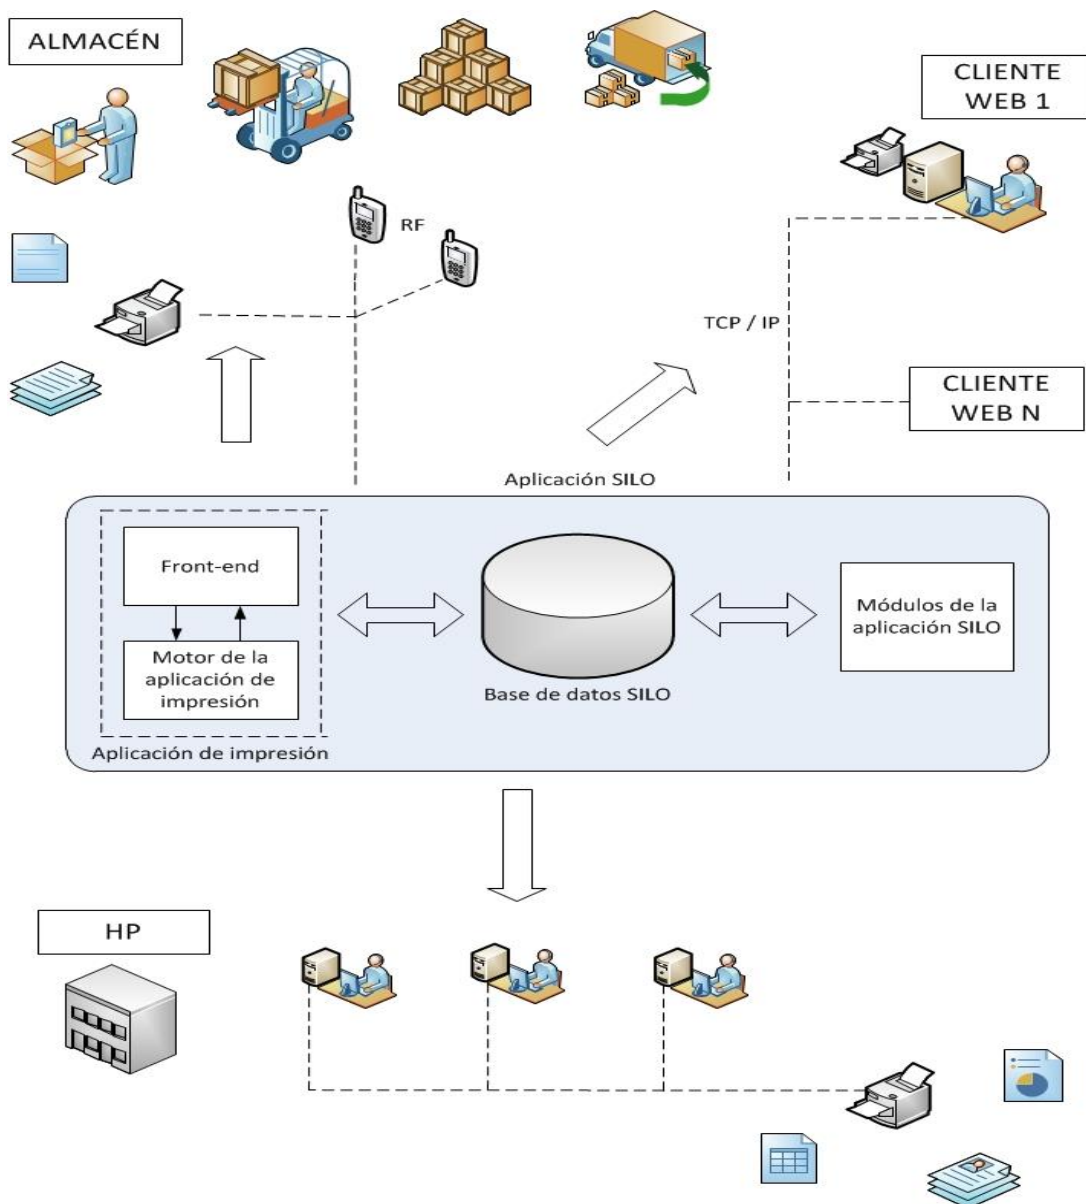 ALMACÉN
CLIENTE
WEB 1
RF
TCP / IP
CLIENTE
WEB N
Aplicación SILO
Front-end
Motor de la
aplicación de
impresión
Aplicación de impresión
Base de datos SILO
Módulos de la
aplicación SILO
HP